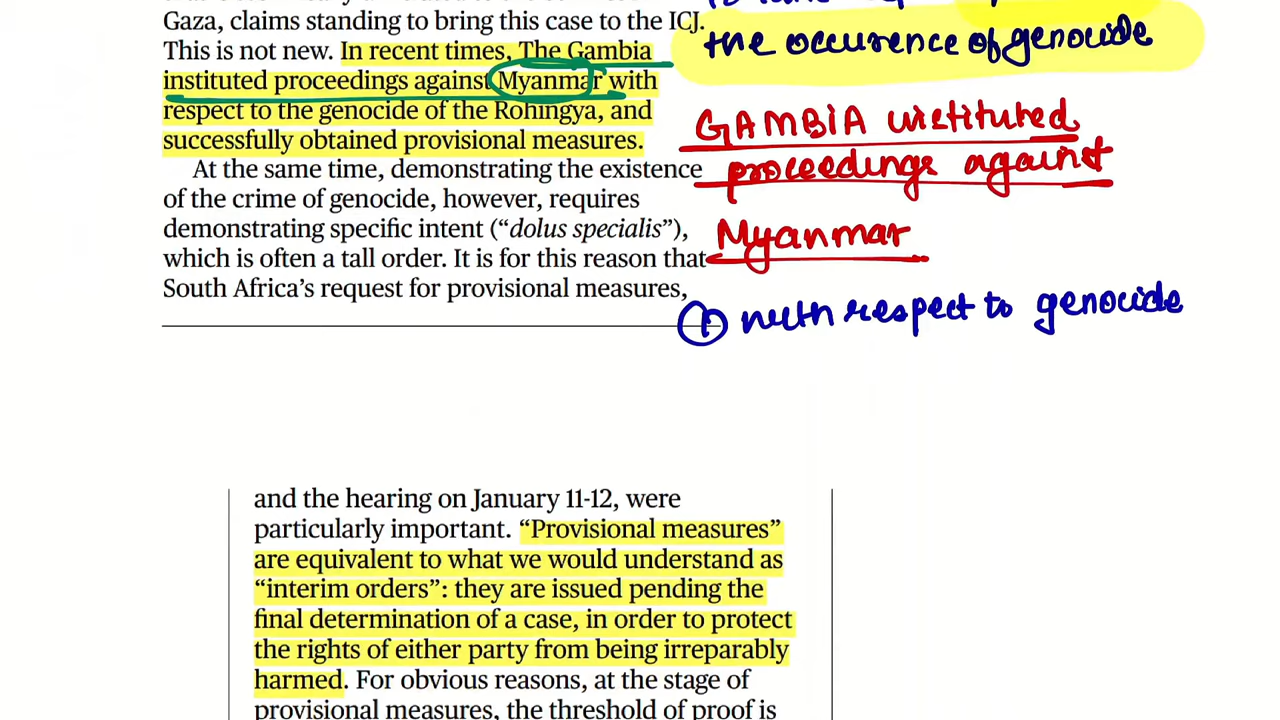 Gaza, claims standing to bring this case to the ICJ.
This is not new. In recent times, The Gambia
instituted proceedings against Myanmar with
respect to the genocide of the Rohingya, and
successfully obtained provisional measures.
At the same time, demonstrating the existence
of the crime of genocide, however, requires
demonstrating specific intent (“dolus specialis”),
which is often a tall order. It is for this reason that
South Africa’s request for provisional measures,
the occurence of genocide
GAMBIA instituted
proceedings against
Myanmar
① with respect to genocide
and the hearing on January 11-12, were
particularly important. “Provisional measures”
are equivalent to what we would understand as
“interim orders”: they are issued pending the
final determination of a case, in order to protect
the rights of either party from being irreparably
harmed. For obvious reasons, at the stage of
provisional measures, the threshold of proof is